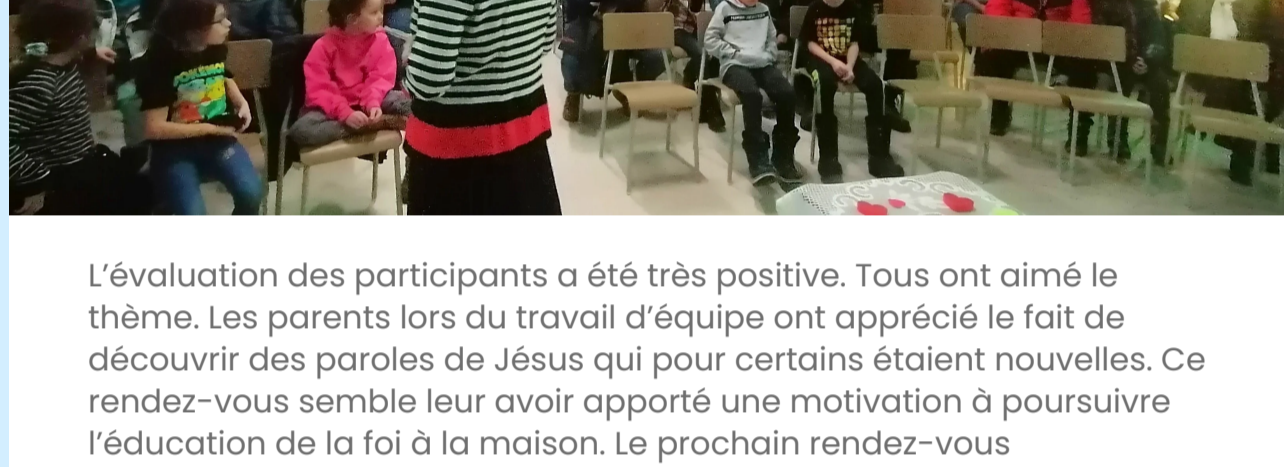 L’évaluation des participants a été très positive. Tous ont aimé le
thème. Les parents lors du travail d’équipe ont apprécié le fait de
découvrir des paroles de Jésus qui pour certains étaient nouvelles. Ce
rendez-vous semble leur avoir apporté une motivation à poursuivre
l’éducation de la foi à la maison. Le prochain rendez-vous